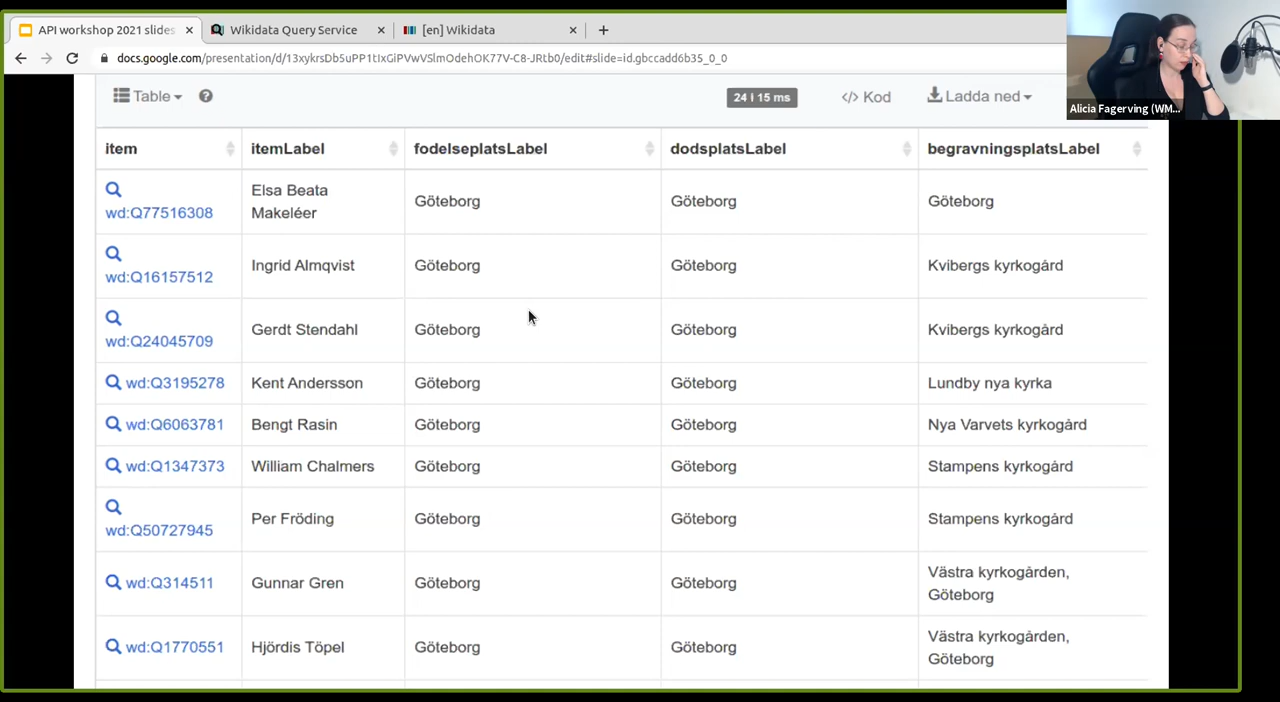 API workshop 2021 slides
Wikidata Query Service
[en] Wikidata
docs.google.com/presentation/d/13xykrsDb5uPP1tIxGiPVwVSlmOdehOK77V-C8-JRtb0/edit#slide=id.gbccadd6b35_0_0
Alicia Fagerving (WM...
Table
24 i 15 ms
</> Kod
Ladda ned
item itemLabel fodelseplatsLabel dodsplatsLabel begravningsplatsLabel
wd:Q77516308 Elsa Beata Makeléer Göteborg Göteborg Göteborg
wd:Q16157512 Ingrid Almqvist Göteborg Göteborg Kvibergs kyrkogård
wd:Q24045709 Gerdt Stendahl Göteborg Göteborg Kvibergs kyrkogård
wd:Q3195278 Kent Andersson Göteborg Göteborg Lundby nya kyrka
wd:Q6063781 Bengt Rasin Göteborg Göteborg Nya Varvets kyrkogård
wd:Q1347373 William Chalmers Göteborg Göteborg Stampens kyrkogård
wd:Q50727945 Per Fröding Göteborg Göteborg Stampens kyrkogård
wd:Q314511 Gunnar Gren Göteborg Göteborg Västra kyrkogården, Göteborg
wd:Q1770551 Hjördis Töpel Göteborg Göteborg Västra kyrkogården, Göteborg